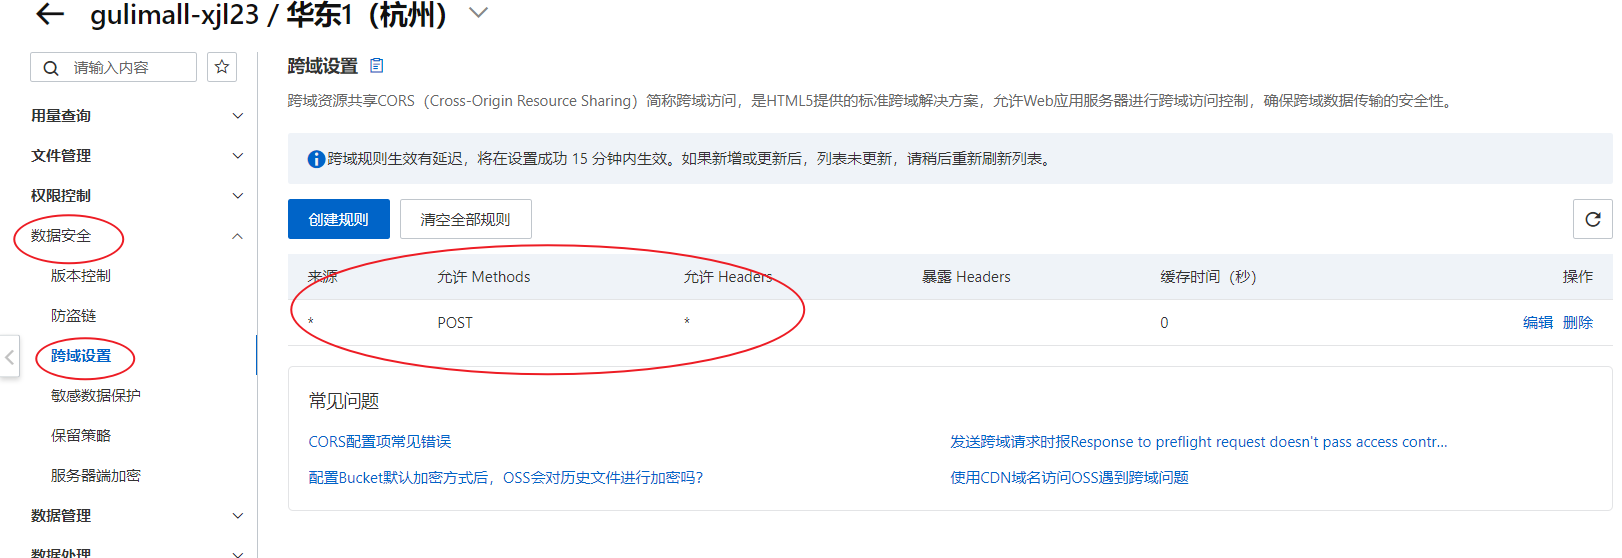 gulimall-xjl23 / 华东1（杭州）
请输入内容
用量查询
文件管理
权限控制
数据安全
版本控制
防盗链
跨域设置
敏感数据保护
保留策略
服务器端加密
数据管理
数据处理
跨域设置
跨域资源共享CORS（Cross-Origin Resource Sharing）简称跨域访问，是HTML5提供的标准跨域解决方案，允许Web应用服务器进行跨域访问控制，确保跨域数据传输的安全性。
跨域规则生效有延迟，将在设置成功 15 分钟内生效。如果新增或更新后，列表未更新，请稍后重新刷新列表。
创建规则 清空全部规则
来源 允许 Methods 允许 Headers 暴露 Headers 缓存时间（秒） 操作
* POST * 0 编辑 删除
常见问题
CORS配置项常见错误 发送跨域请求时报Response to preflight request doesn't pass access contr...
配置Bucket默认加密方式后，OSS会对历史文件进行加密吗? 使用CDN域名访问OSS遇到跨域问题